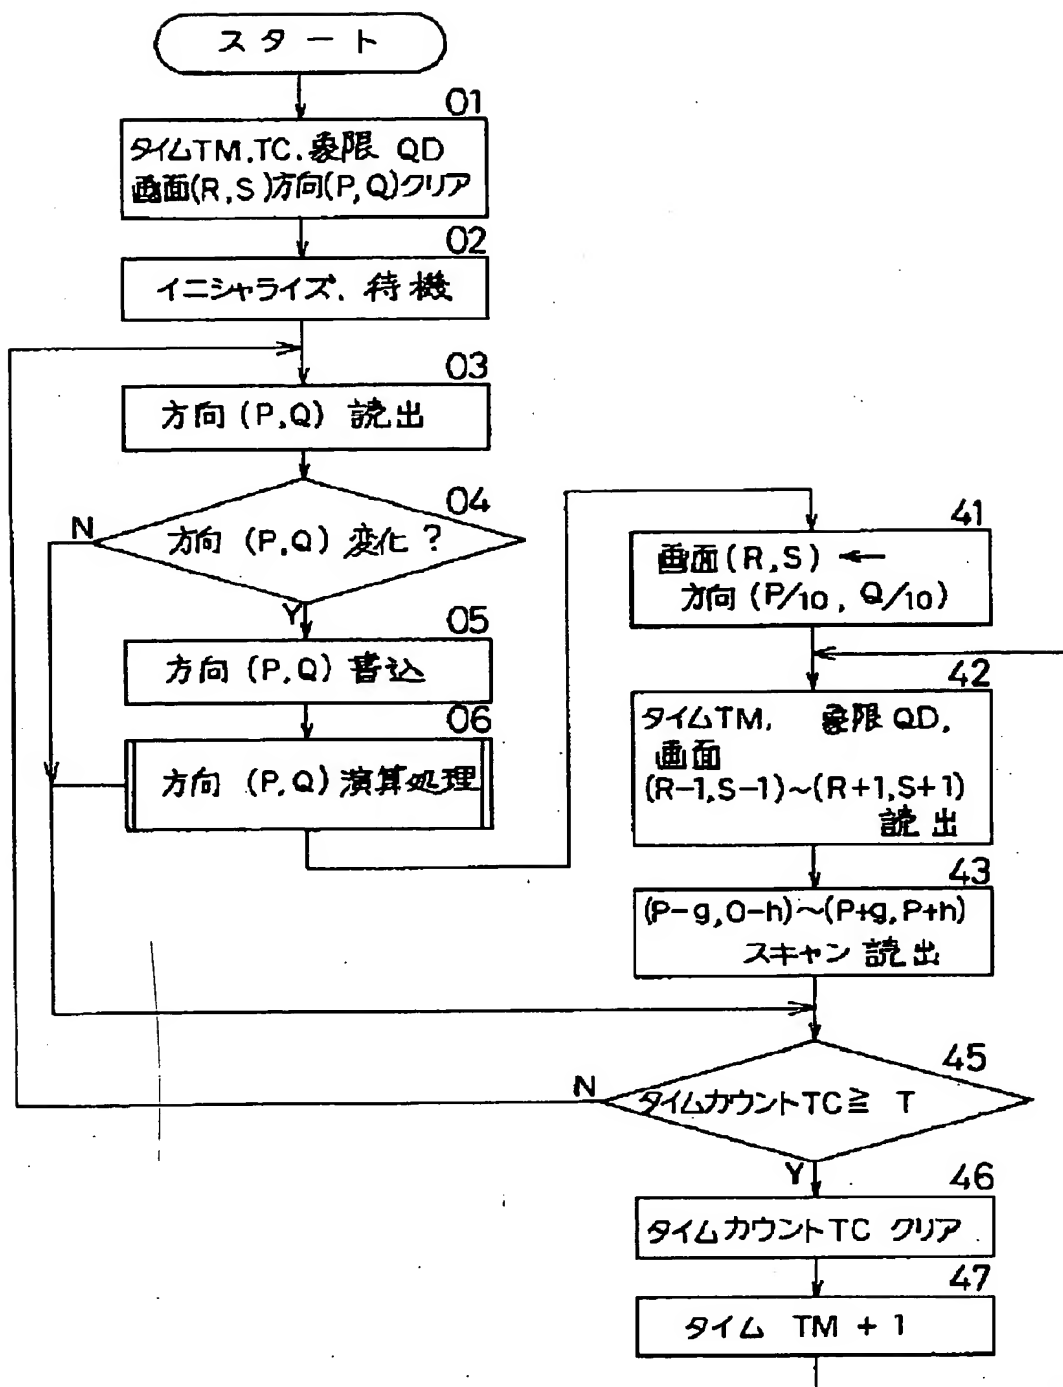 スタート
01
タイムTM.TC.象限 QD
画面(R,S)方向(P,Q)クリア
02
イニシャライズ、待機
03
方向(P,Q) 読出
04
方向 (P,Q) 変化?
N
Y
05
方向 (P,Q) 書込
06
方向 (P,Q) 演算処理
41
画面(R,S) ←
方向(P/10, Q/10)
42
タイムTM, 象限QD,
画面
(R-1,S-1)~(R+1,S+1)
読出
43
(P-g,O-h)~(P+g,P+h)
スキャン読出
45
タイムカウントTC≧ T
N
Y
46
タイムカウントTC クリア
47
タイム TM + 1